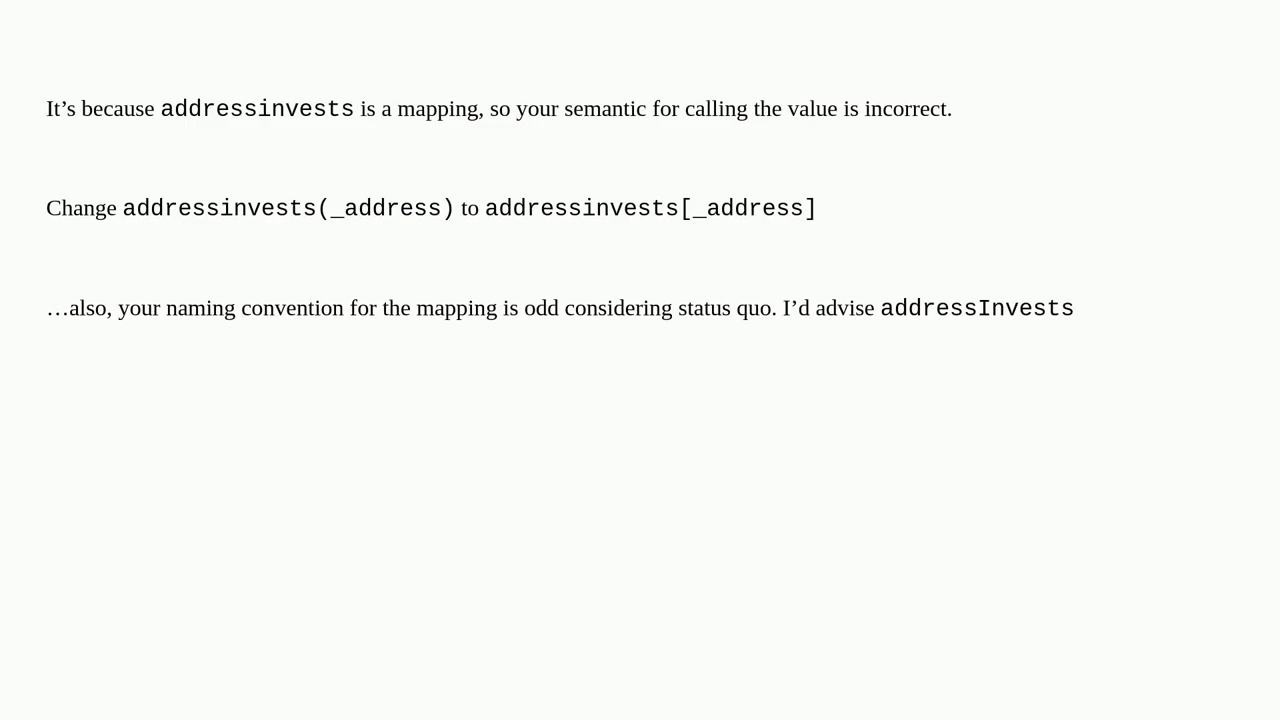 It’s because addressinvests is a mapping, so your semantic for calling the value is incorrect.
Change addressinvests(_address) to addressinvests[_address]
…also, your naming convention for the mapping is odd considering status quo. I’d advise addressInvests